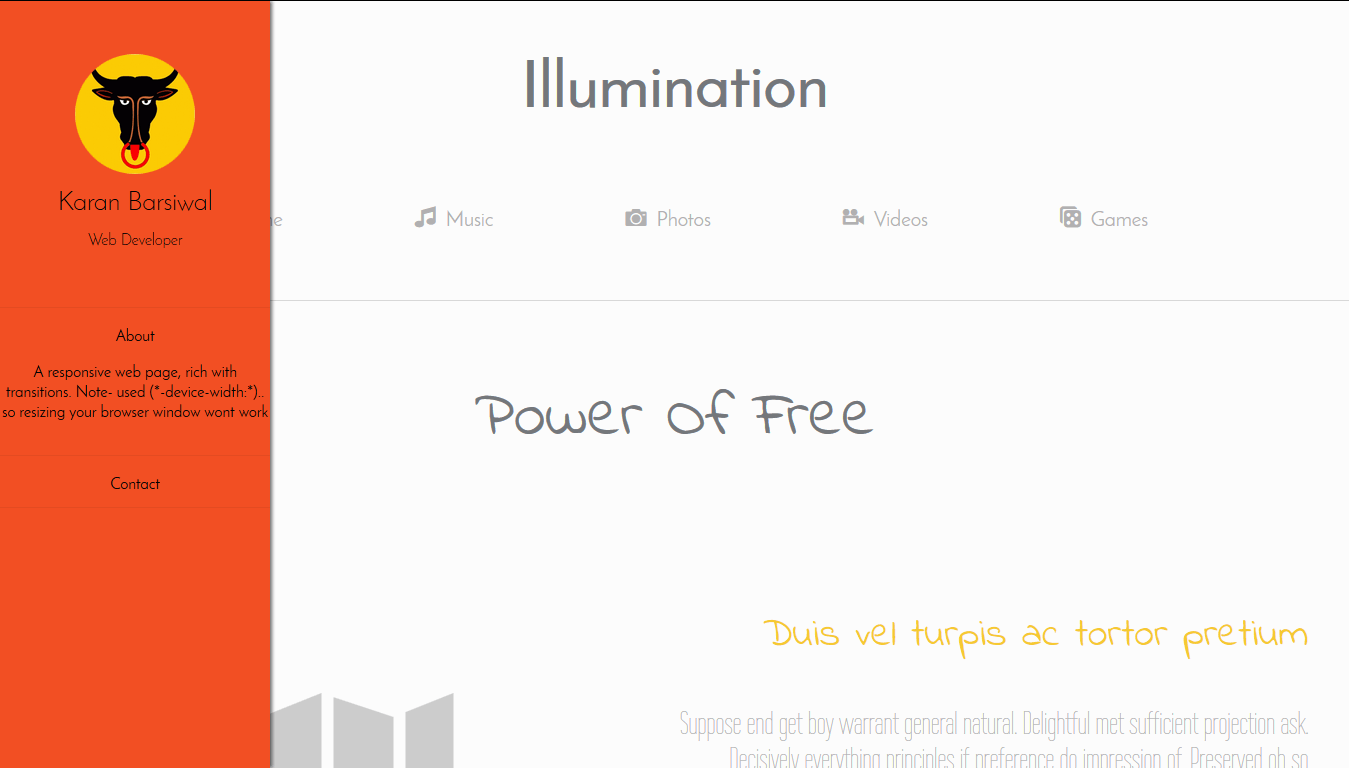 Karan Barsiwal
Web Developer
About
A responsive web page, rich with
transitions. Note- used (*-device-width:*)..
so resizing your browser window wont work
Contact
Illumination
Music Photos Videos Games
Power Of Free
Duis vel turpis ac tortor pretium
Suppose end get boy warrant general natural. Delightful met sufficient projection ask.
Decisively everything principles if preference do impression of. Preserved oh so